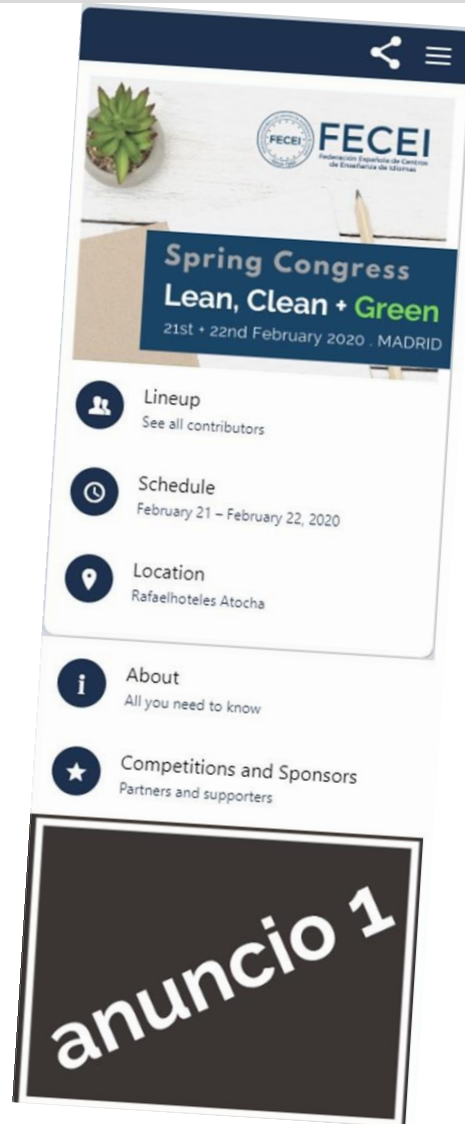 FECEI
FECEI
Federación Española de Centros
de Enseñanza de Idiomas
Spring Congress
Lean, Clean + Green
21st + 22nd February 2020 . MADRID
Lineup
See all contributors
Schedule
February 21 – February 22, 2020
Location
Rafaelhoteles Atocha
About
All you need to know
Competitions and Sponsors
Partners and supporters
anuncio 1